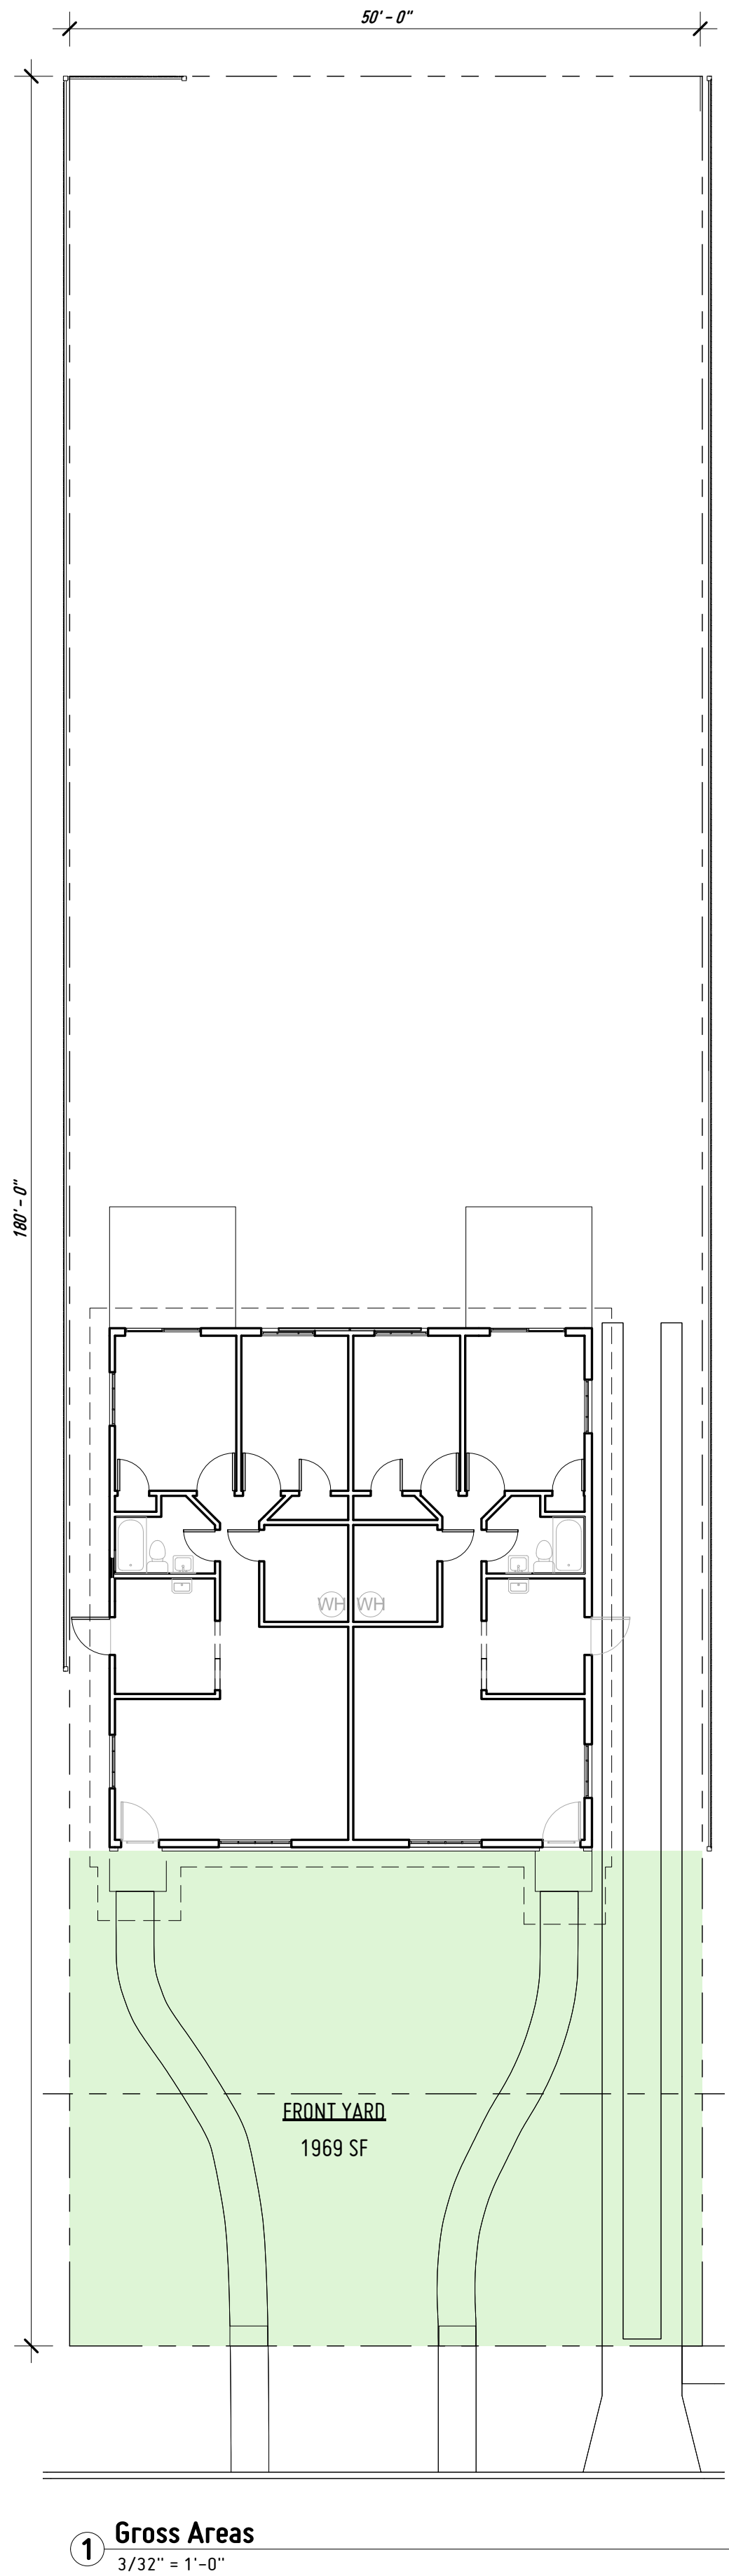 50' - 0"
180' - 0"
WH WH
FRONT YARD
1969 SF
1 Gross Areas
3/32" = 1'-0"